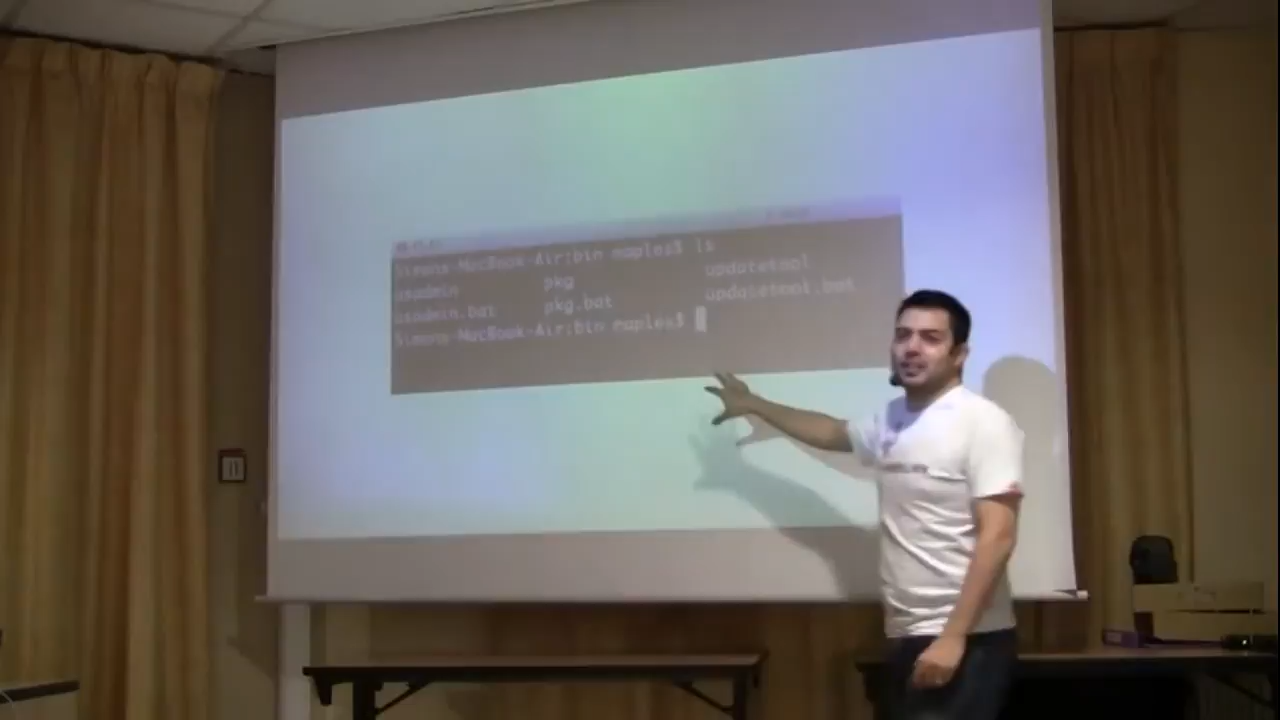 Simons-MacBook-Air:bin maples$ ls
asadmin pkg updatetool
asadmin.bat pkg.bat updatetool.bat
Simons-MacBook-Air:bin maples$